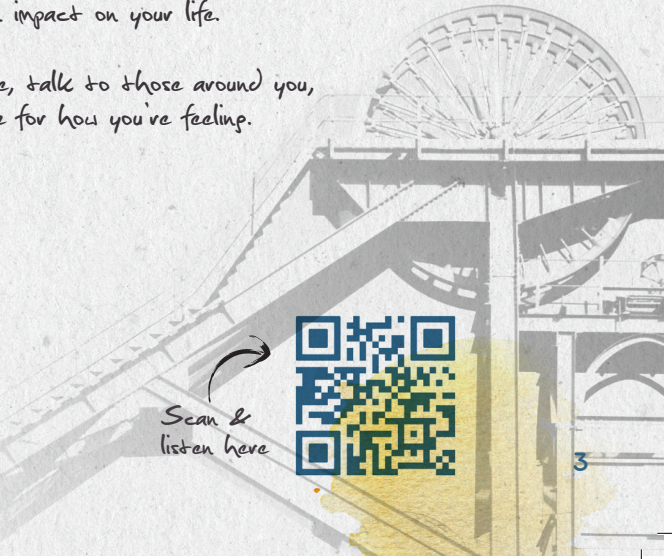 impact on your life.
, talk to those around you,
for how you're feeling.
Scan &
listen here
3